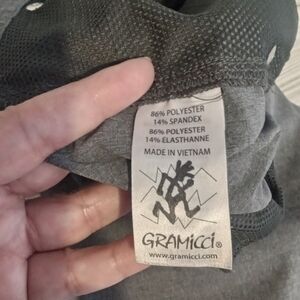 86% POLYESTER
14% SPANDEX
86% POLYESTER
14% ELASTHANNE
MADE IN VIETNAM
GRAMiCCi®
www.gramicci.com